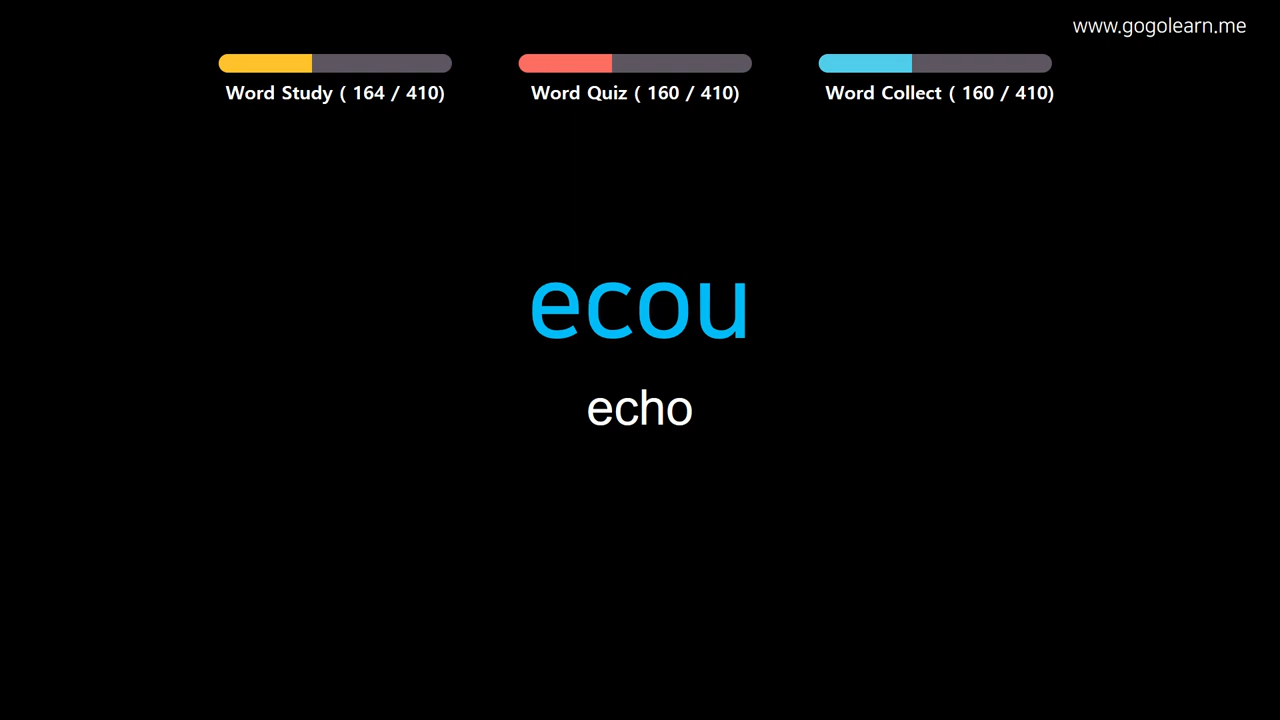 www.gogolearn.me
Word Study ( 164 / 410)
Word Quiz ( 160 / 410)
Word Collect ( 160 / 410)
ecou
echo